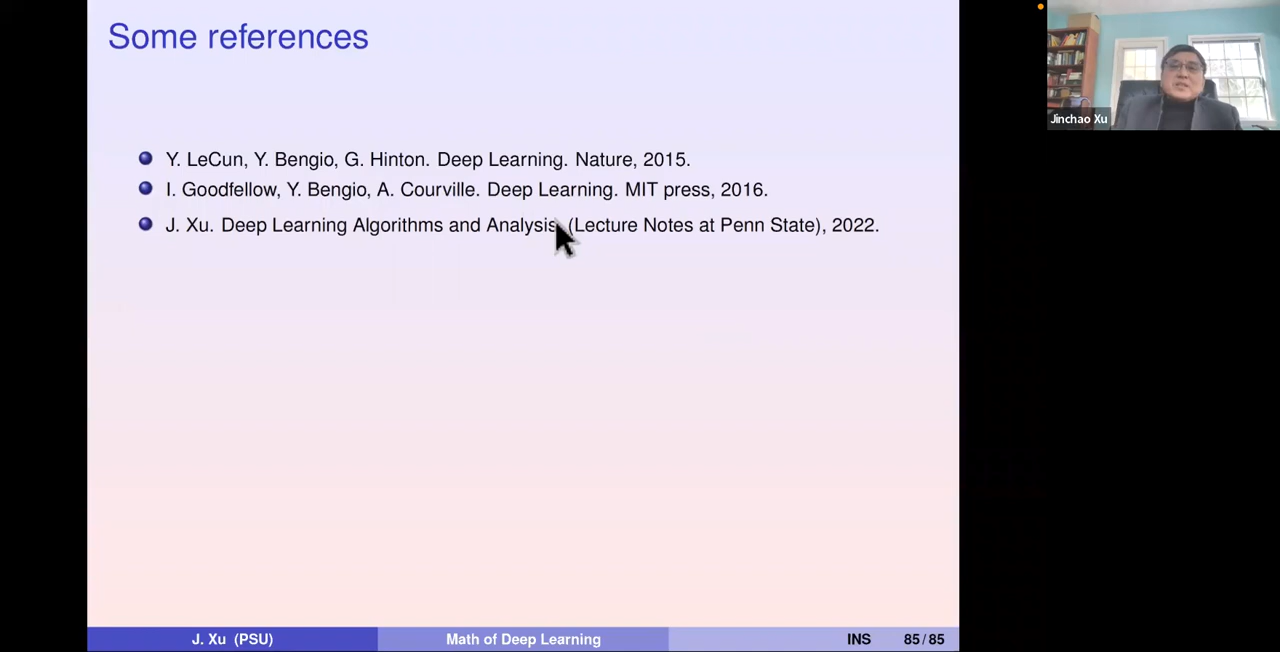 Some references
Y. LeCun, Y. Bengio, G. Hinton. Deep Learning. Nature, 2015.
I. Goodfellow, Y. Bengio, A. Courville. Deep Learning. MIT press, 2016.
J. Xu. Deep Learning Algorithms and Analysis, (Lecture Notes at Penn State), 2022.
J. Xu (PSU) Math of Deep Learning INS 85/85
Jinchao Xu